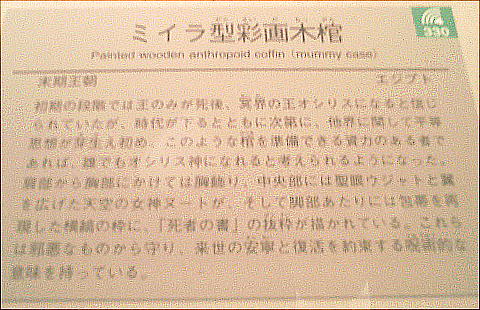 ミイラ型彩画木棺
Painted wooden anthropoid coffin (mummy case)
330
末期王朝 エジプト
初期の段階では王のみが死後、冥界の王オシリスになると信じ
られていたが、時代が下るとともに次第に、他界に関して平等
思想が芽生え初め、このような棺を準備できる資力のある者で
あれば、誰でもオシリス神になれると考えられるようになった。
肩部から胸部にかけては胸飾り、中央部には聖眼ウジャトと翼
を広げた天空の女神ヌートが、そして脚部あたりには包帯を再
現した横縞の枠に、「死者の書」の抜粋が描かれている。これら
は邪悪なものから守り、来世の安寧と復活を約束する呪術的な
意味を持っている。